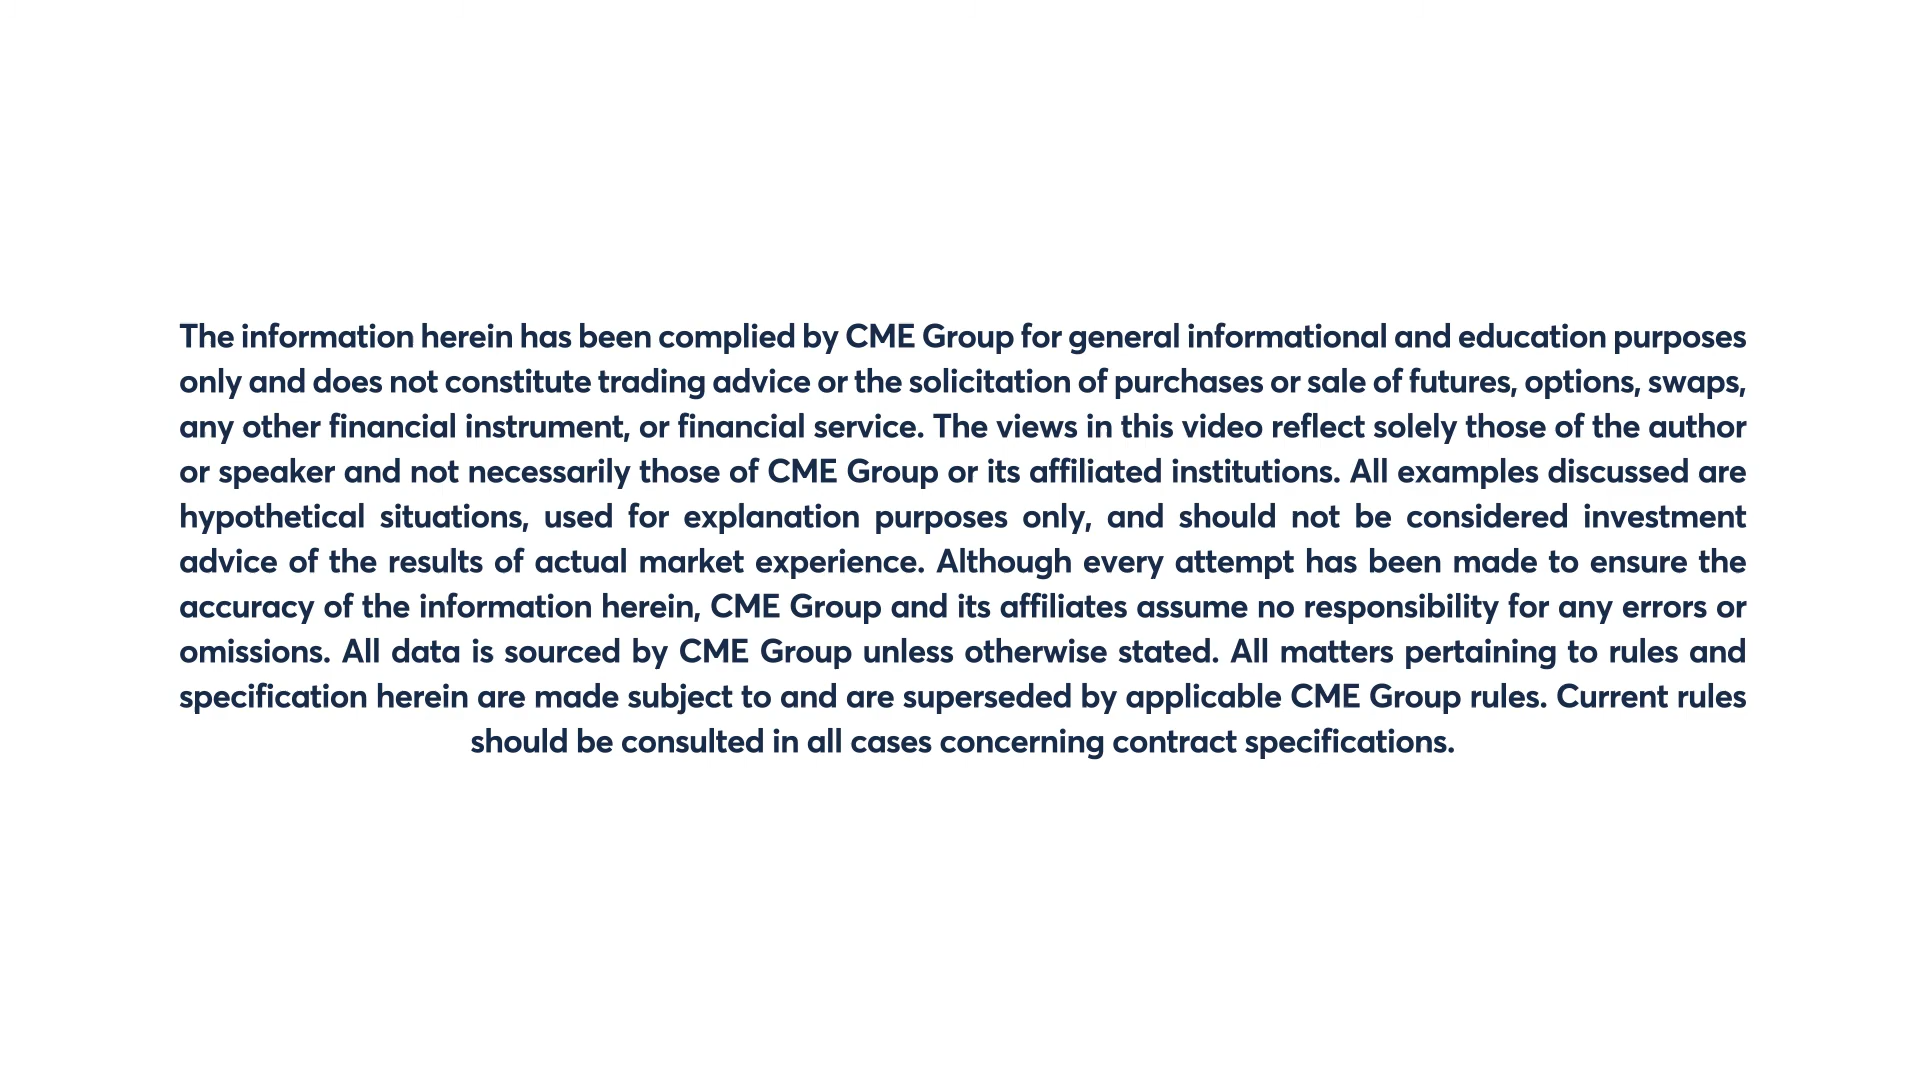 The information herein has been complied by CME Group for general informational and education purposes
only and does not constitute trading advice or the solicitation of purchases or sale of futures, options, swaps,
any other financial instrument, or financial service. The views in this video reflect solely those of the author
or speaker and not necessarily those of CME Group or its affiliated institutions. All examples discussed are
hypothetical situations, used for explanation purposes only, and should not be considered investment
advice of the results of actual market experience. Although every attempt has been made to ensure the
accuracy of the information herein, CME Group and its affiliates assume no responsibility for any errors or
omissions. All data is sourced by CME Group unless otherwise stated. All matters pertaining to rules and
specification herein are made subject to and are superseded by applicable CME Group rules. Current rules
should be consulted in all cases concerning contract specifications.